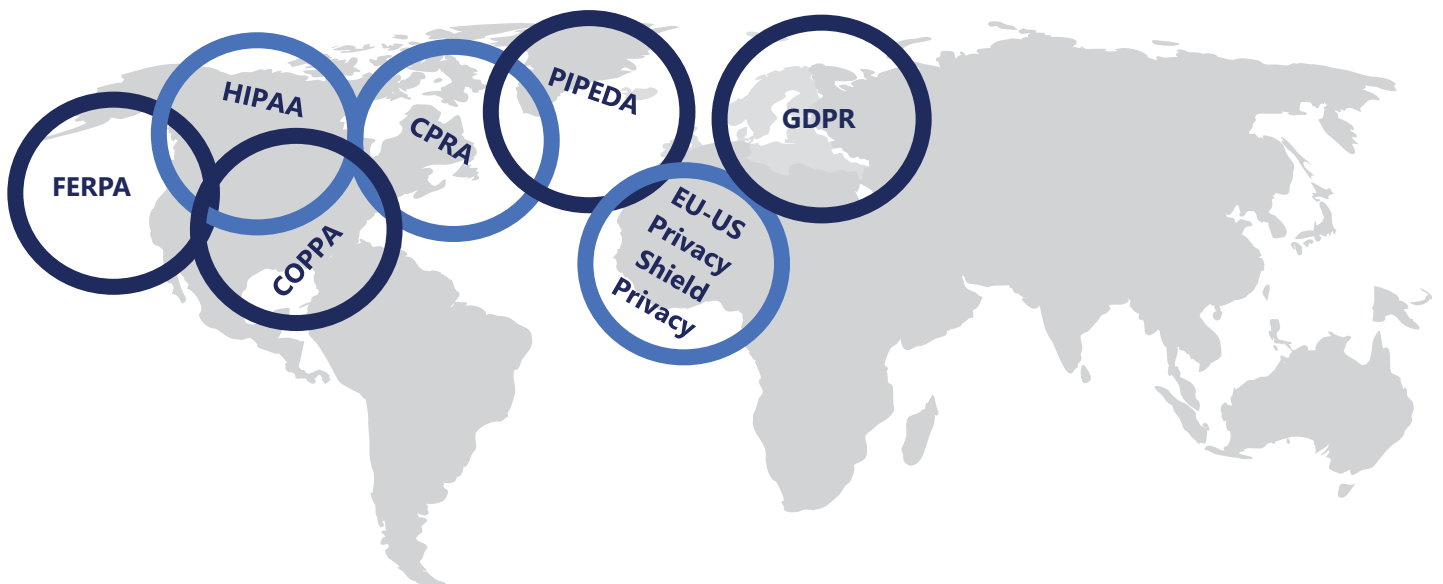 FERPA
HIPAA
COPPA
CPRA
PIPEDA
EU-US
Privacy
Shield
Privacy
GDPR